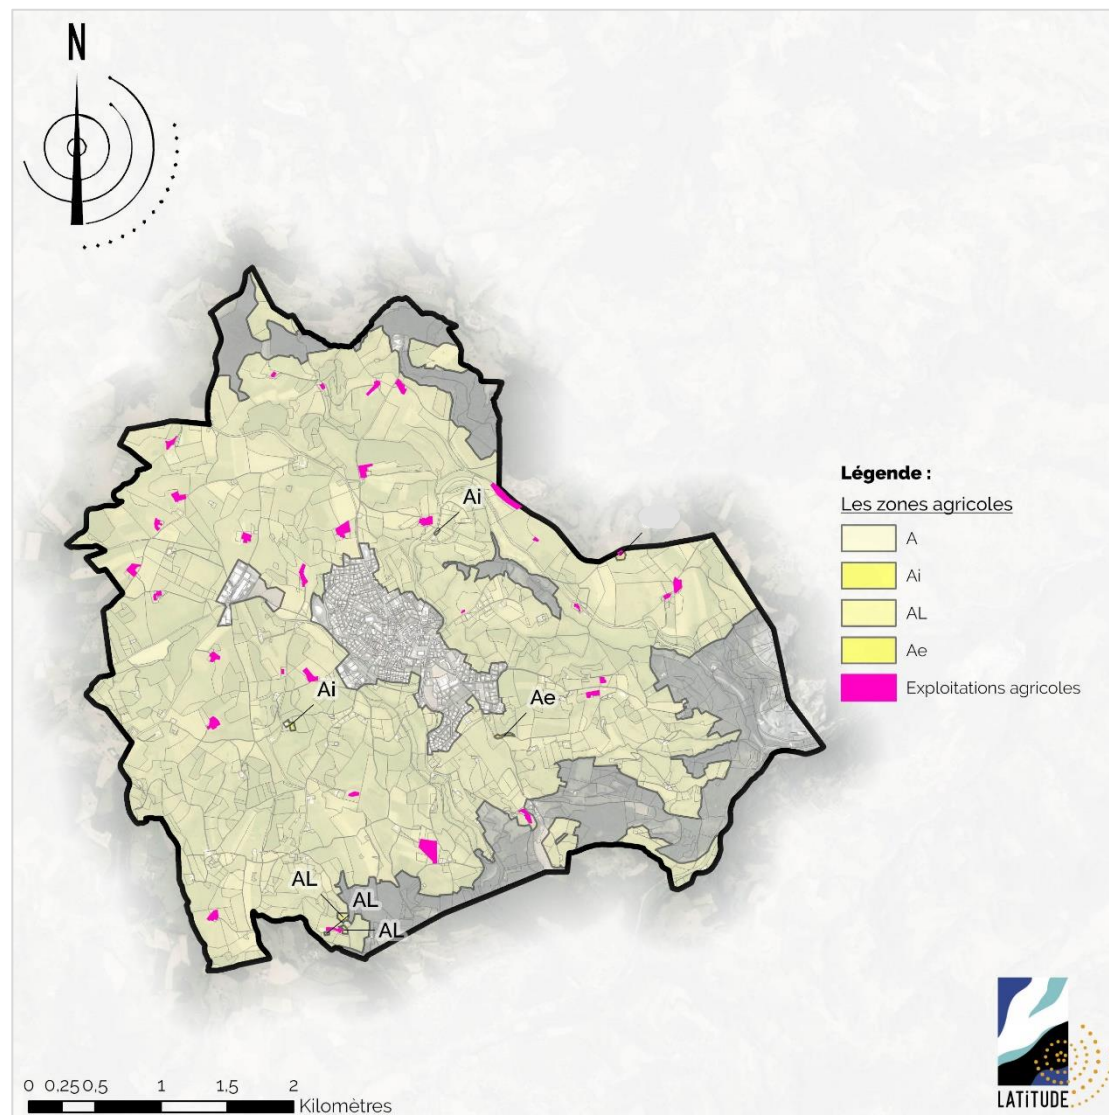 N
Ai
Légende :
Les zones agricoles
A
Ai
AL
Ae
Exploitations agricoles
Ai
Ae
AL
AL
AL
0 0,25 0,5 1 1,5 2
Kilomètres
LATiTUDE